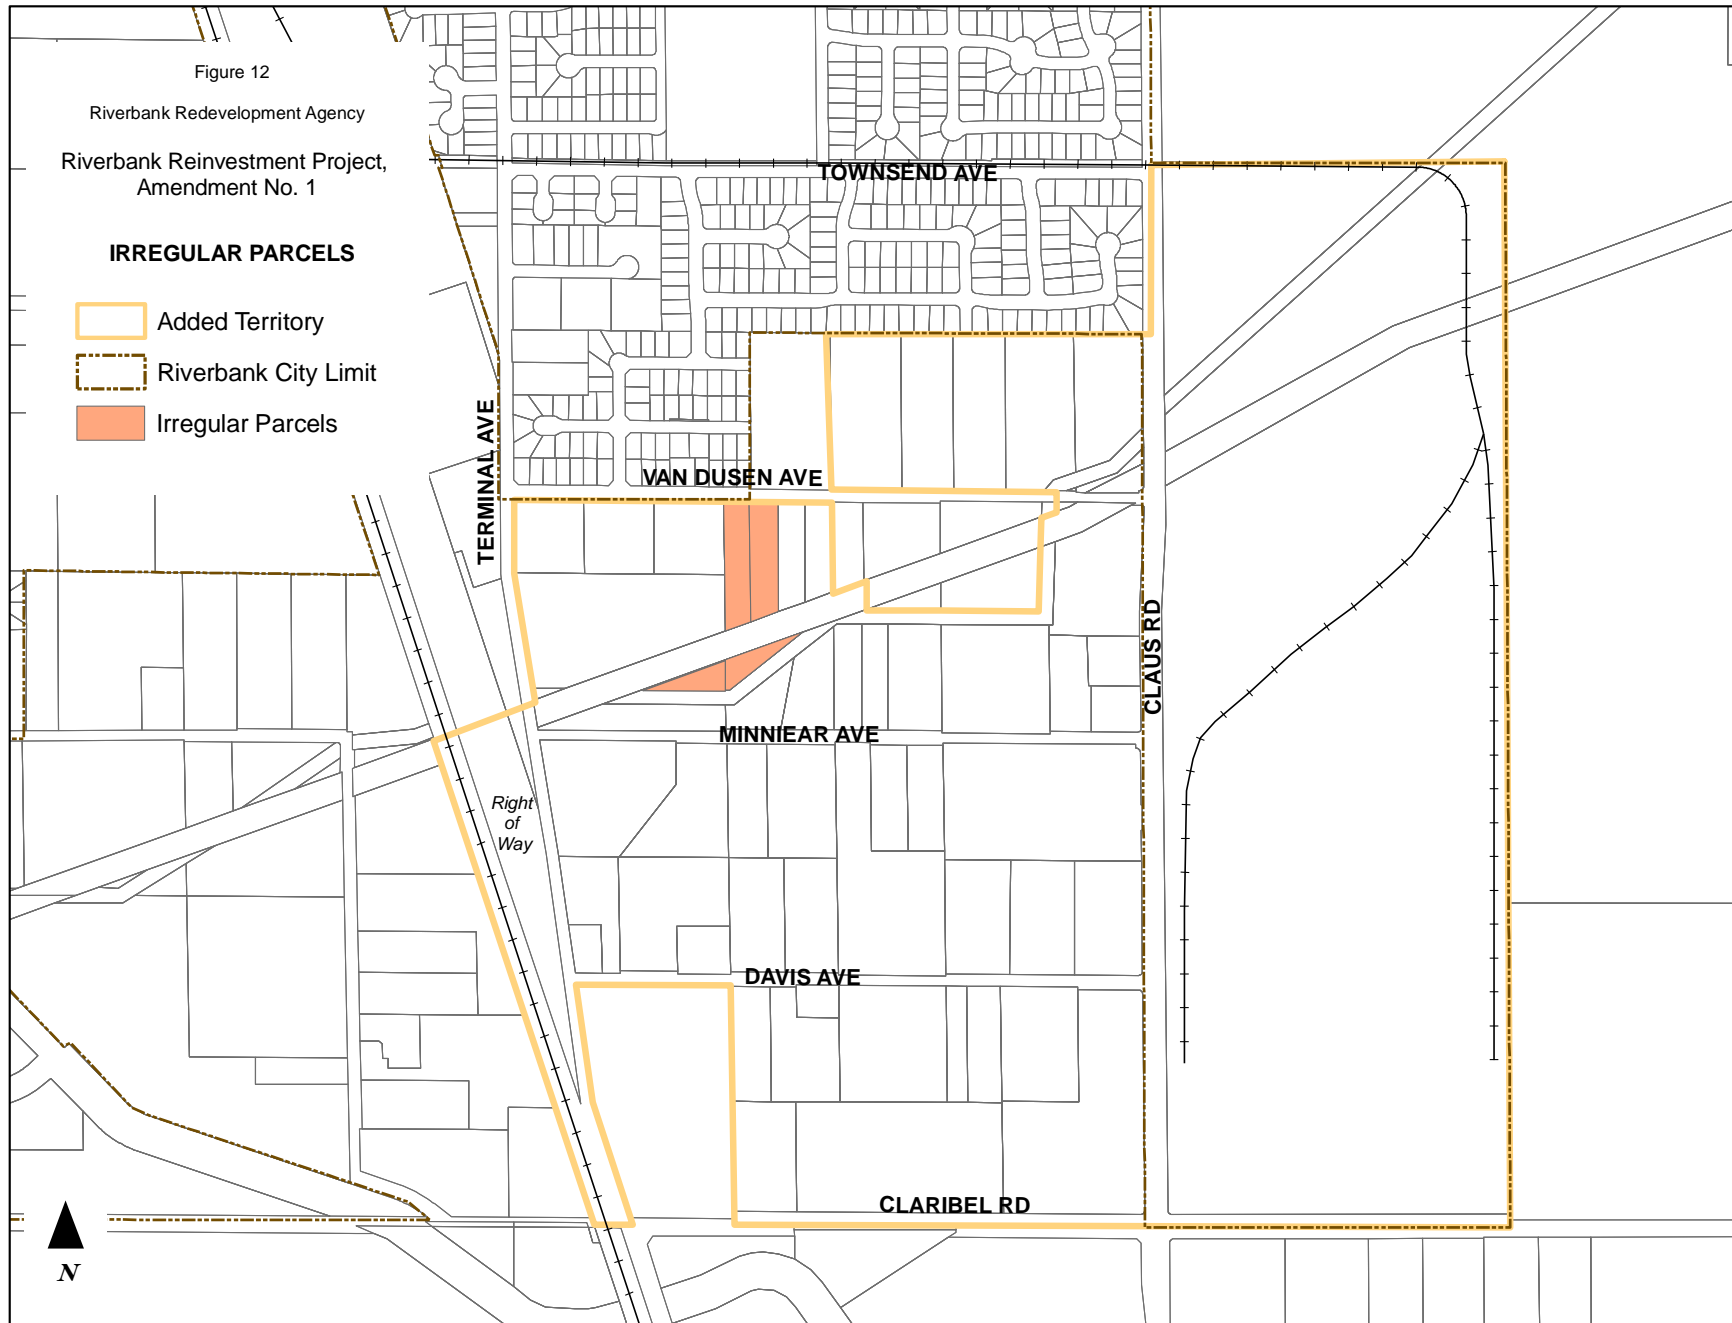 Figure 12
Riverbank Redevelopment Agency
Riverbank Reinvestment Project,
Amendment No. 1
IRREGULAR PARCELS
Added Territory
Riverbank City Limit
Irregular Parcels
TOWNSEND AVE
TERMINAL AVE
VAN DUSEN AVE
CLAUS RD
MINNIEAR AVE
Right
of
Way
DAVIS AVE
CLARIBEL RD
N